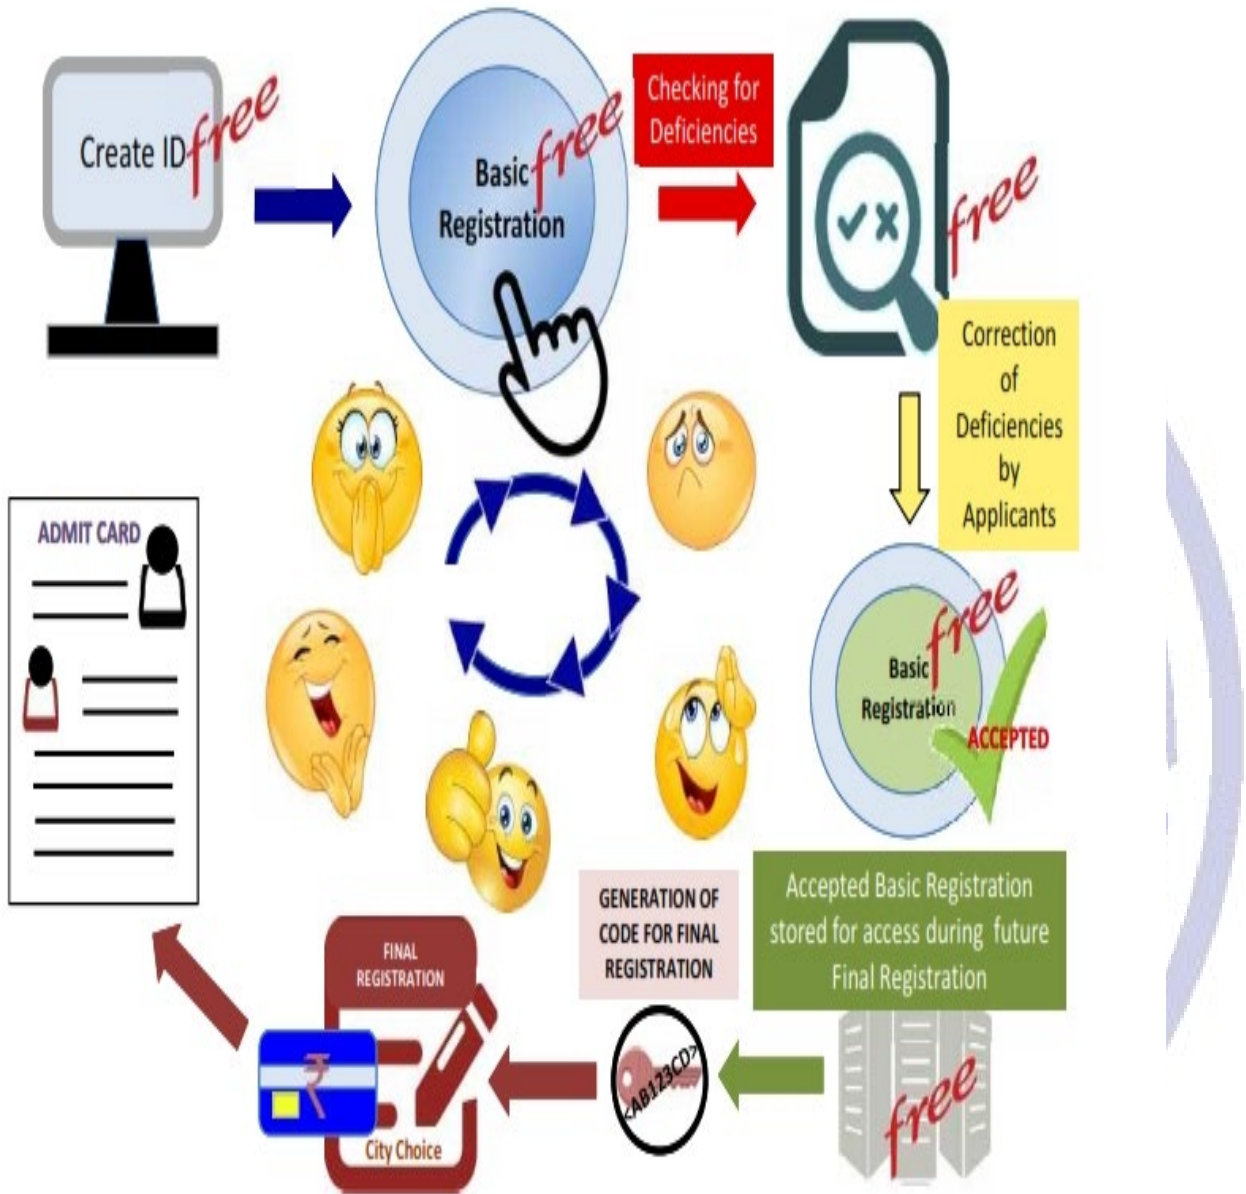 Create ID
free
Basic
Registration
free
Checking for
Deficiencies
free
Correction
of
Deficiencies
by
Applicants
Basic
Registration
free
ACCEPTED
Accepted Basic Registration
stored for access during future
Final Registration
free
GENERATION OF
CODE FOR FINAL
REGISTRATION
<AB123CD>
FINAL
REGISTRATION
₹
City Choice
ADMIT CARD